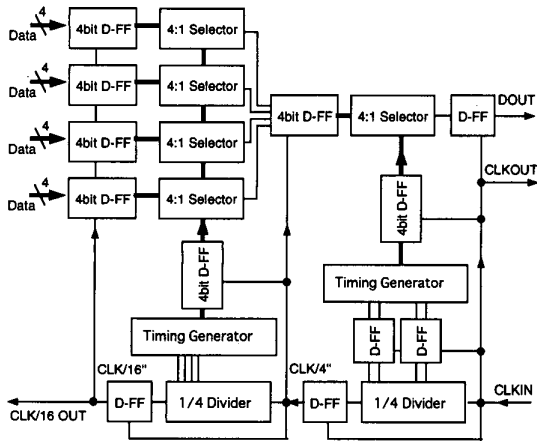 4
Data
4bit D-FF
4:1 Selector
4
Data
4bit D-FF
4:1 Selector
4
Data
4bit D-FF
4:1 Selector
4
Data
4bit D-FF
4:1 Selector
4bit D-FF
4:1 Selector
D-FF
DOUT
CLKOUT
4bit D-FF
4bit D-FF
Timing Generator
Timing Generator
D-FF
D-FF
CLK/16"
CLK/4"
CLKIN
D-FF
1/4 Divider
D-FF
1/4 Divider
CLK/16 OUT